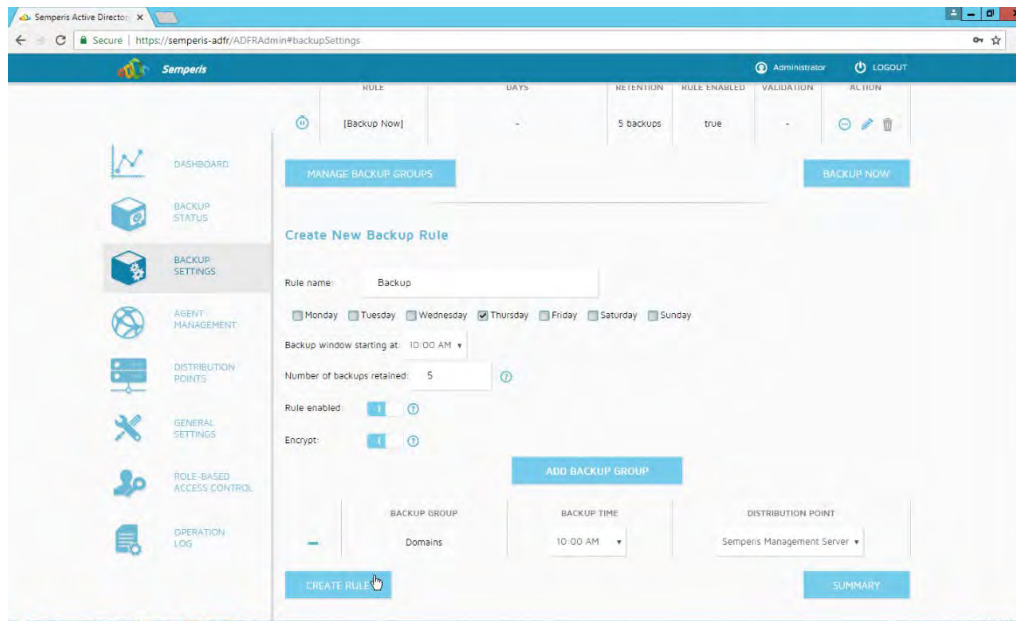 Semperis Active Director
Secure | https://semperis-adfr/ADFRAdmin#backupSettings
Semperis
Administrator
LOGOUT
RULE DAYS RETENTION RULE ENABLED VALIDATION ACTION
[Backup Now] - 5 backups true -
DASHBOARD
MANAGE BACKUP GROUPS
BACKUP NOW
BACKUP
STATUS
Create New Backup Rule
BACKUP
SETTINGS
Rule name: Backup
Monday Tuesday Wednesday Thursday Friday Saturday Sunday
AGENT
MANAGEMENT
Backup window starting at: 10:00 AM
DISTRIBUTION
POINTS
Number of backups retained: 5
Rule enabled:
GENERAL
SETTINGS
Encrypt:
ADD BACKUP GROUP
ROLE-BASED
ACCESS CONTROL
BACKUP GROUP BACKUP TIME DISTRIBUTION POINT
OPERATION
LOG
Domains 10:00 AM Semperis Management Server
CREATE RULE
SUMMARY